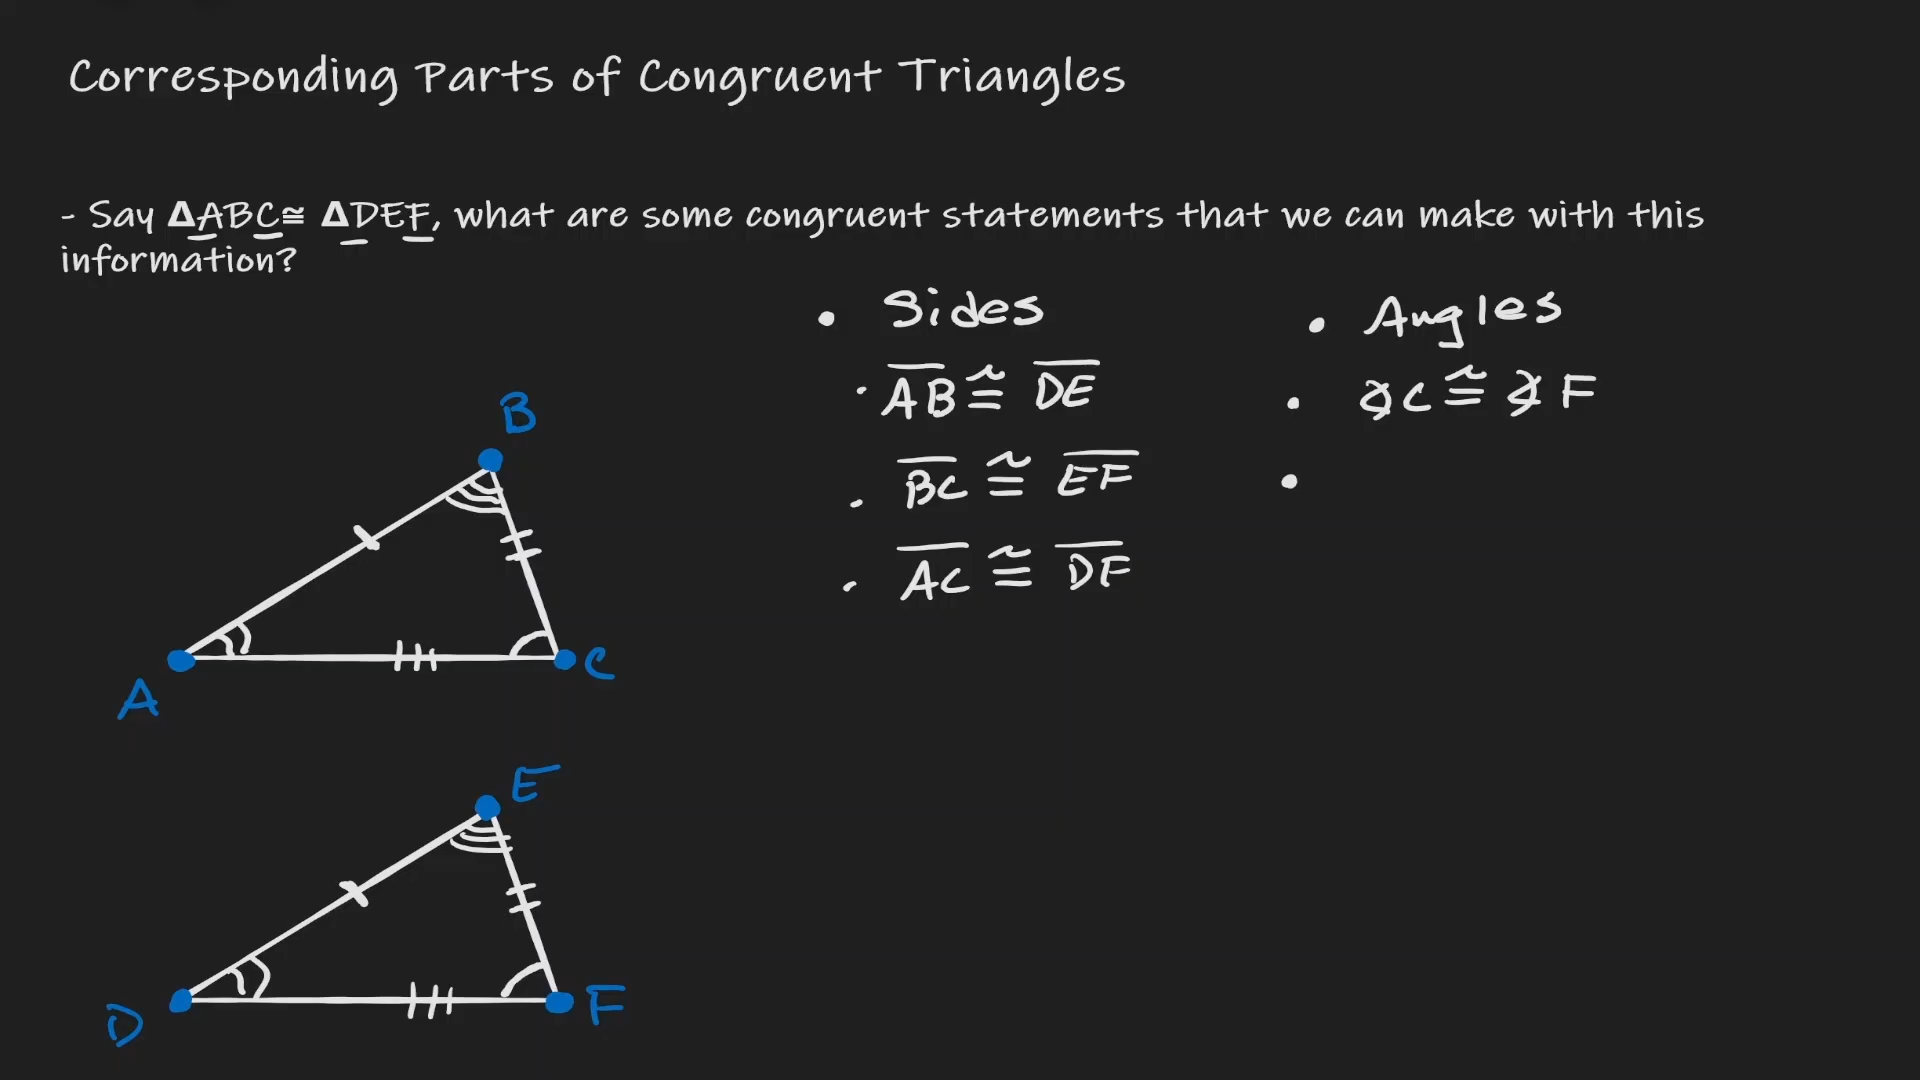 Corresponding Parts of Congruent Triangles
- Say ΔABC≅ ΔDEF, what are some congruent statements that we can make with this
information?
• Sides
• Angles
· AB ≅ DE
• ∢C ≅ ∢F
B
· BC ≅ EF
•
· AC ≅ DF
C
A
E
F
D